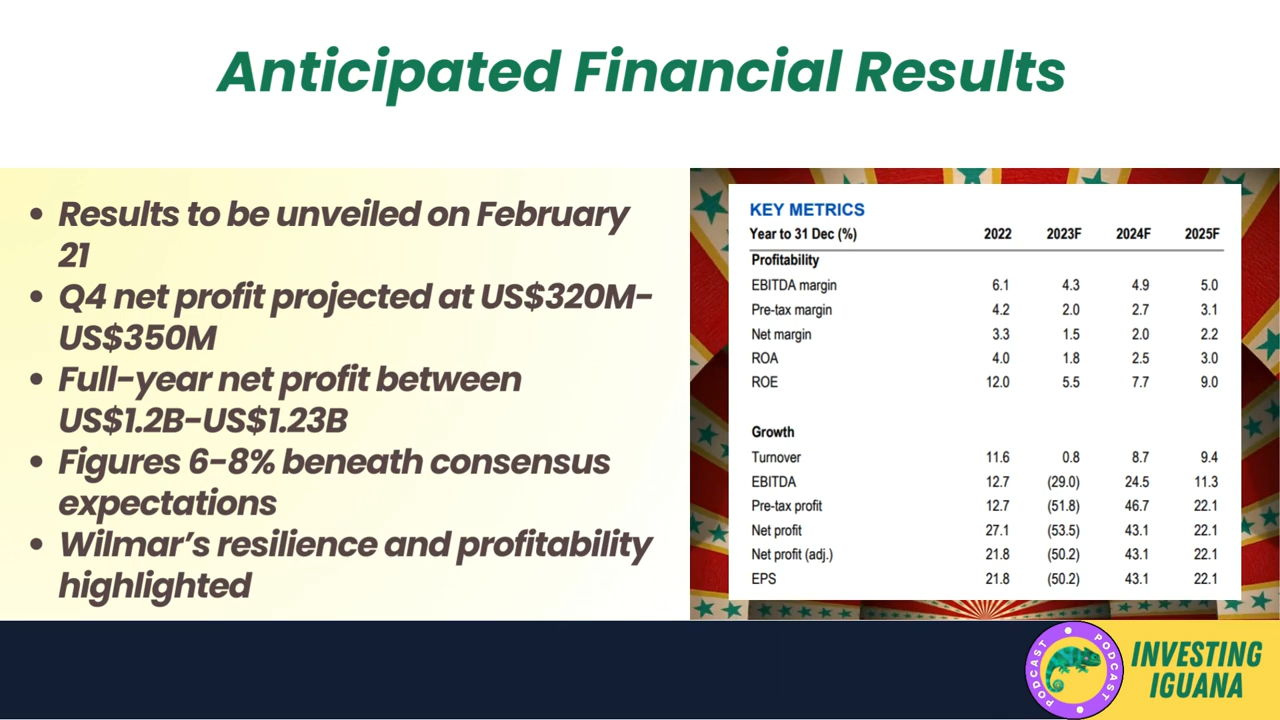 Anticipated Financial Results
• Results to be unveiled on February
21
• Q4 net profit projected at US$320M-
US$350M
• Full-year net profit between
US$1.2B-US$1.23B
• Figures 6-8% beneath consensus
expectations
• Wilmar’s resilience and profitability
highlighted
KEY METRICS
Year to 31 Dec (%) 2022 2023F 2024F 2025F
Profitability
EBITDA margin 6.1 4.3 4.9 5.0
Pre-tax margin 4.2 2.0 2.7 3.1
Net margin 3.3 1.5 2.0 2.2
ROA 4.0 1.8 2.5 3.0
ROE 12.0 5.5 7.7 9.0
Growth
Turnover 11.6 0.8 8.7 9.4
EBITDA 12.7 (29.0) 24.5 11.3
Pre-tax profit 12.7 (51.8) 46.7 22.1
Net profit 27.1 (53.5) 43.1 22.1
Net profit (adj.) 21.8 (50.2) 43.1 22.1
EPS 21.8 (50.2) 43.1 22.1
PODCAST
PODCAST
INVESTING
IGUANA